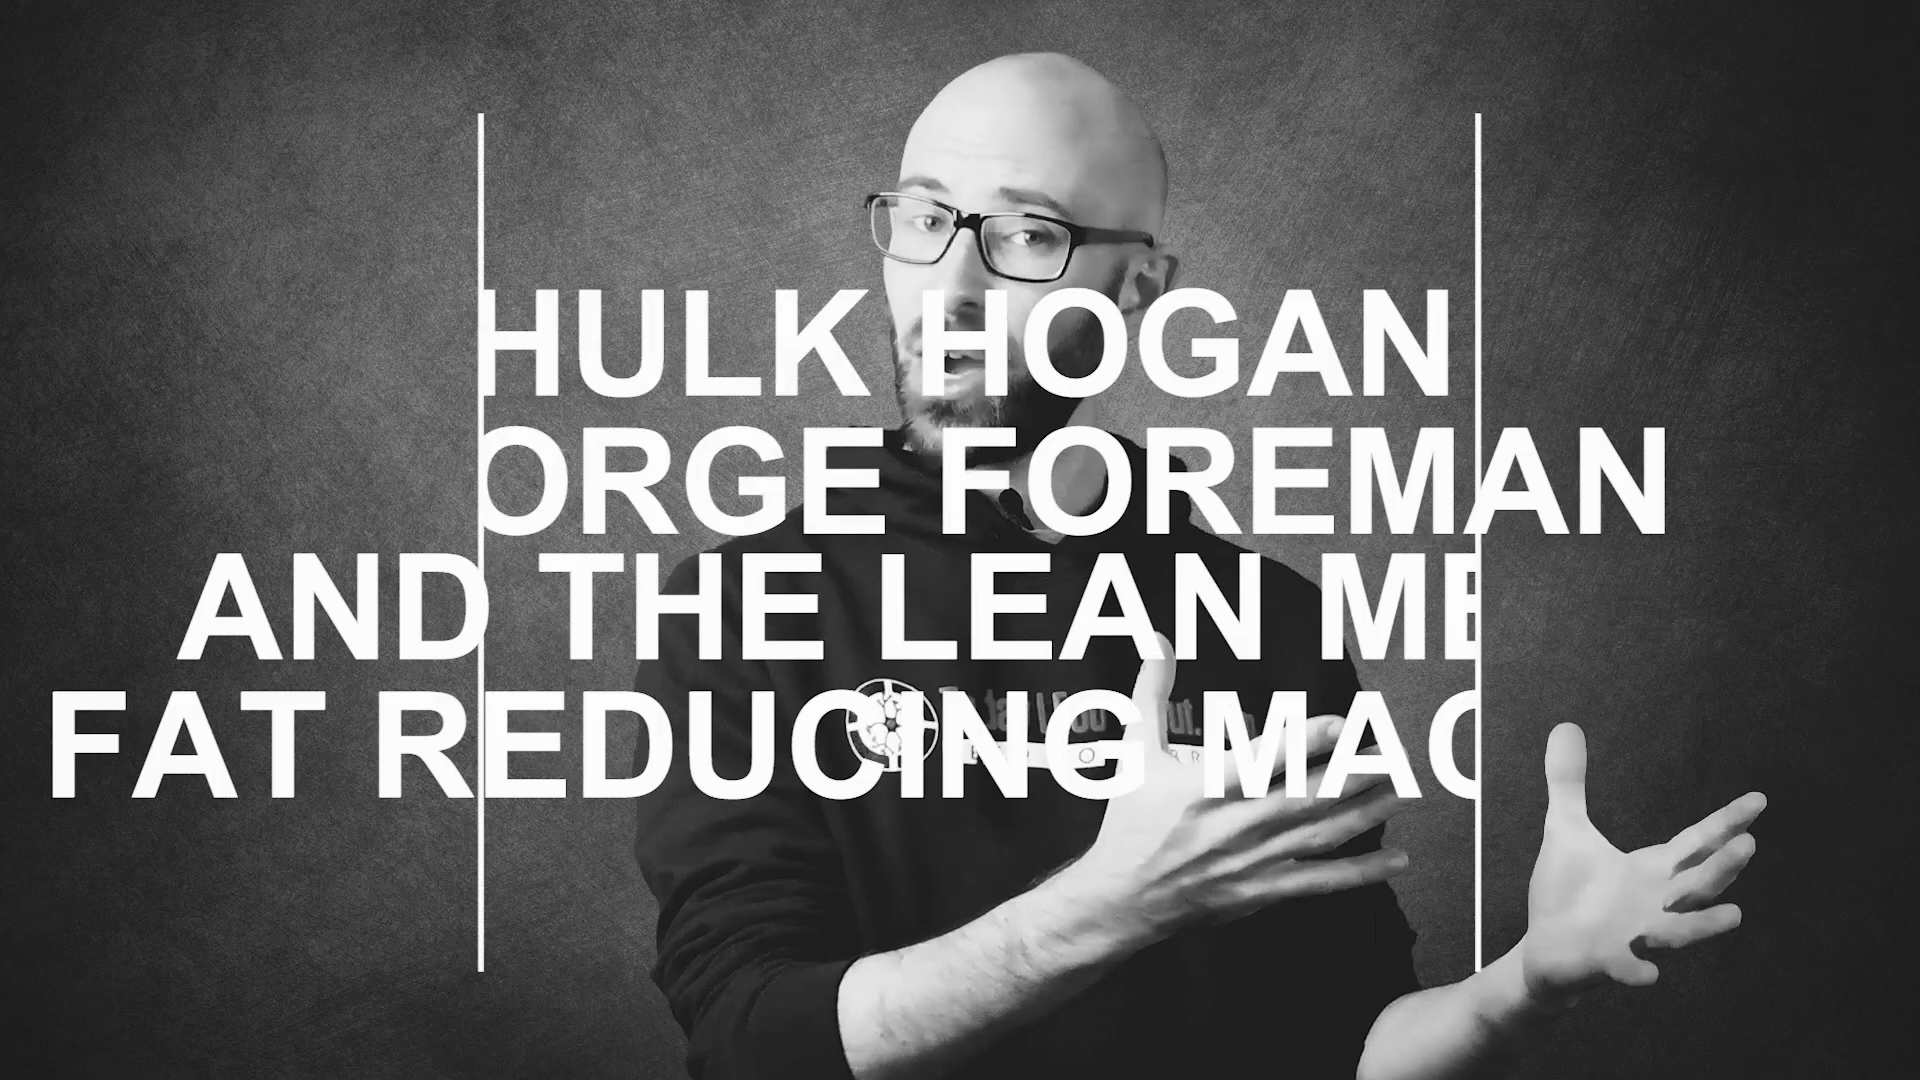 HULK HOGAN
ORGE FOREMAN
AND THE LEAN ME
FAT REDUCING MAC